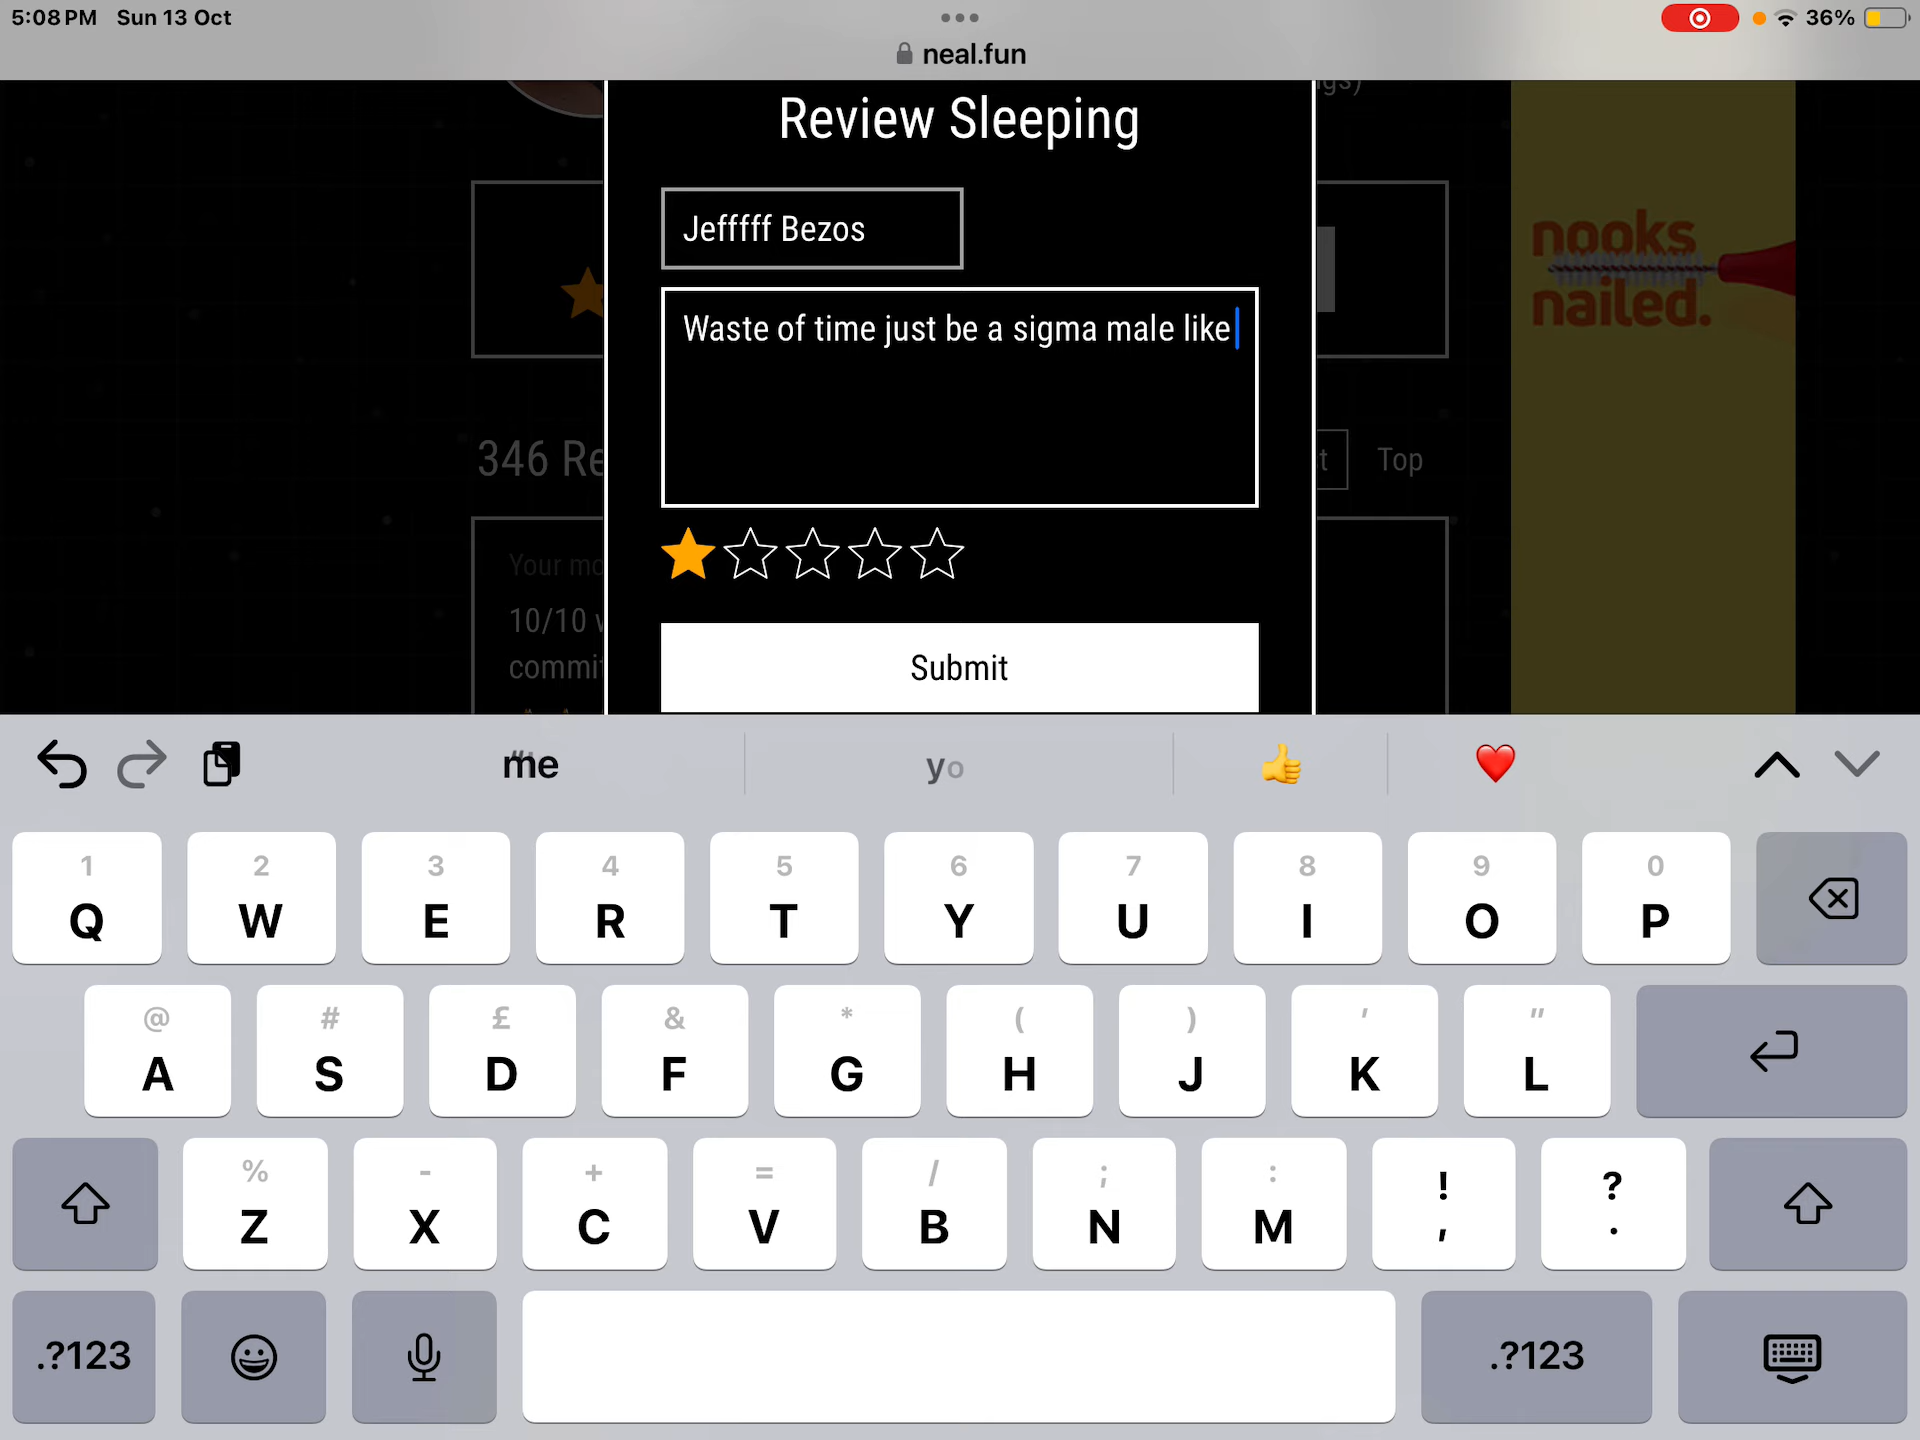 5:08 PM Sun 13 Oct
36%
neal.fun
Review Sleeping
Jefffff Bezos
Waste of time just be a sigma male like
346 Re
Top
Your mo
10/10 w
commit
Submit
nooks
nailed.
me
yo
1 2 3 4 5 6 7 8 9 0
Q W E R T Y U I O P
@ # £ & * ( ) ' "
A S D F G H J K L
% - + = / ; : ! ?
Z X C V B N M , .
.?123 .?123